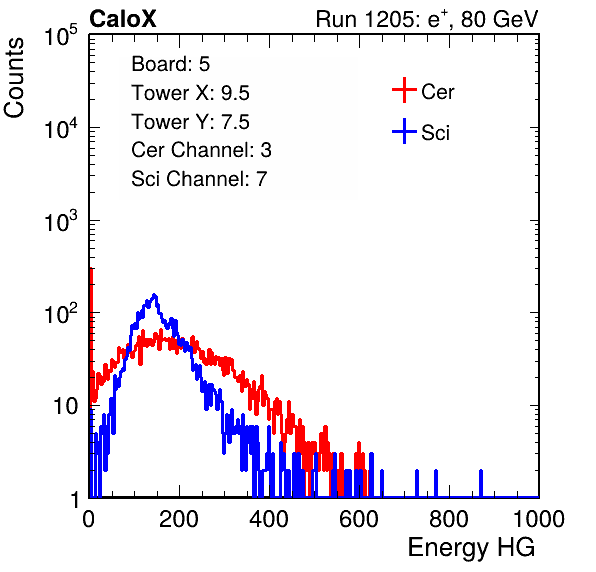 CaloX Run 1205: e⁺, 80 GeV
Counts
10⁵
10⁴
10³
10²
10
1
Board: 5
Tower X: 9.5
Tower Y: 7.5
Cer Channel: 3
Sci Channel: 7
Cer
Sci
0 200 400 600 800 1000
Energy HG